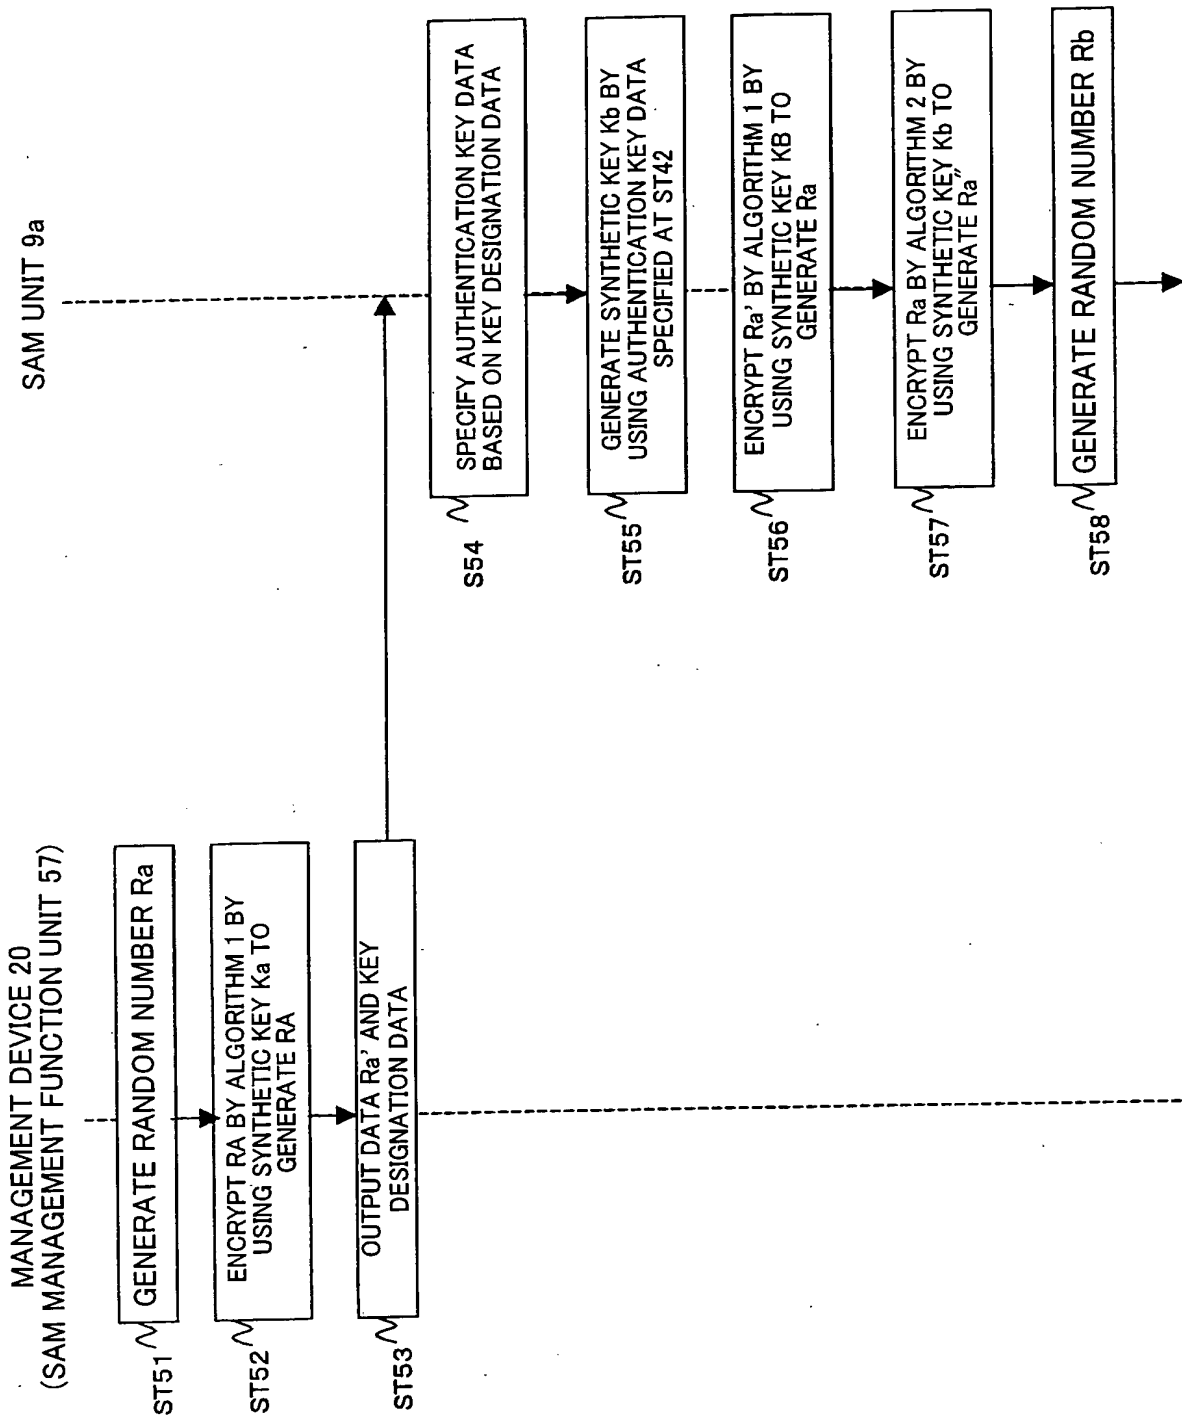 MANAGEMENT DEVICE 20
(SAM MANAGEMENT FUNCTION UNIT 57)
ST51
GENERATE RANDOM NUMBER Ra
ST52
ENCRYPT RA BY ALGORITHM 1 BY
USING SYNTHETIC KEY Ka TO
GENERATE RA
ST53
OUTPUT DATA Ra' AND KEY
DESIGNATION DATA
SAM UNIT 9a
S54
SPECIFY AUTHENTICATION KEY DATA
BASED ON KEY DESIGNATION DATA
ST55
GENERATE SYNTHETIC KEY Kb BY
USING AUTHENTICATION KEY DATA
SPECIFIED AT ST42
ST56
ENCRYPT Ra' BY ALGORITHM 1 BY
USING SYNTHETIC KEY KB TO
GENERATE Ra
ST57
ENCRYPT Ra BY ALGORITHM 2 BY
USING SYNTHETIC KEY Kb TO
GENERATE Ra"
ST58
GENERATE RANDOM NUMBER Rb